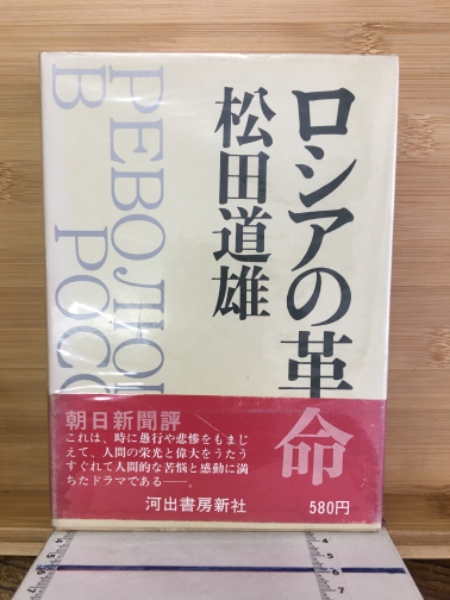 ロシアの革命
松田道雄
РЕВОЛЮ
В РОСС
朝日新聞評
これは、時に愚行や悲惨をもまじ
えて、人間の栄光と偉大をうたう
すぐれて人間的な苦悩と感動に満
ちたドラマである——。
河出書房新社
580円